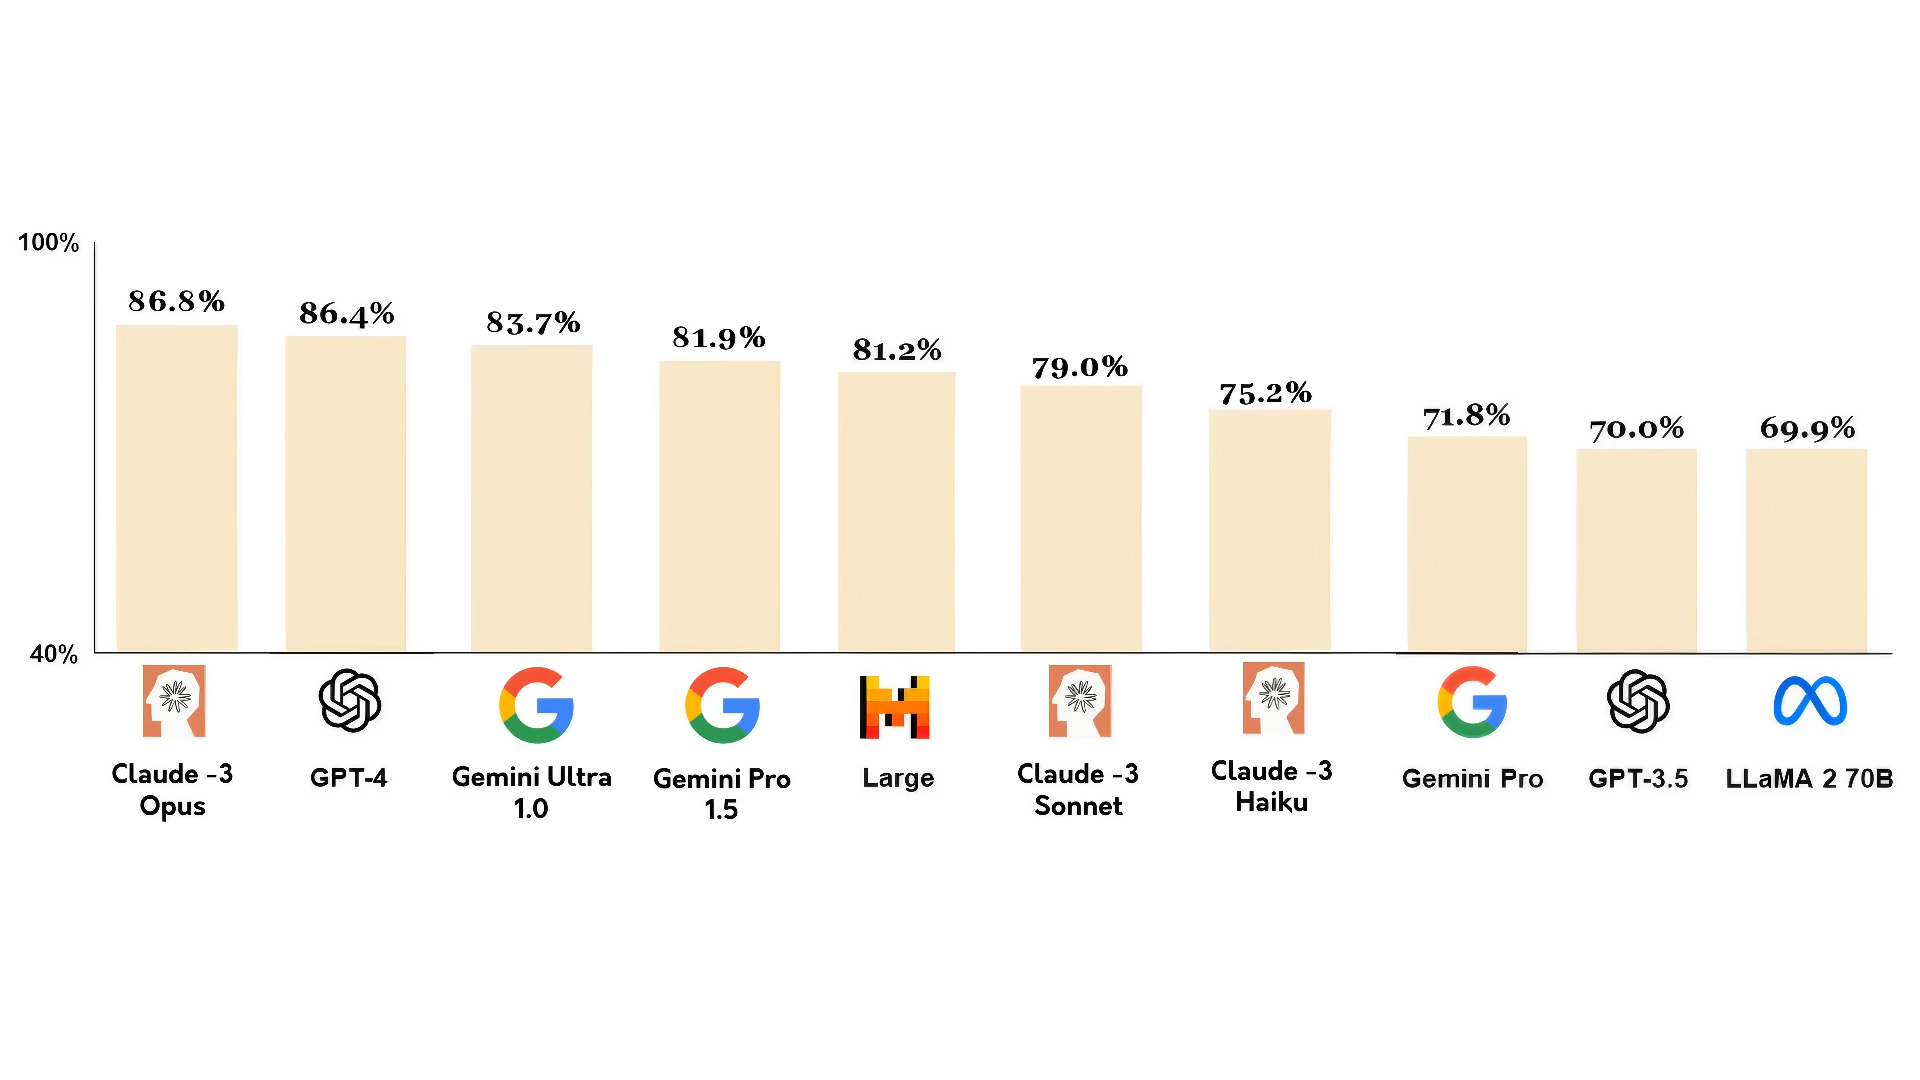 100%
86.8%
86.4%
83.7%
81.9%
81.2%
79.0%
75.2%
71.8%
70.0%
69.9%
40%
Claude -3
Opus
GPT-4
Gemini Ultra
1.0
Gemini Pro
1.5
Large
Claude -3
Sonnet
Claude -3
Haiku
Gemini Pro
GPT-3.5
LLaMA 2 70B